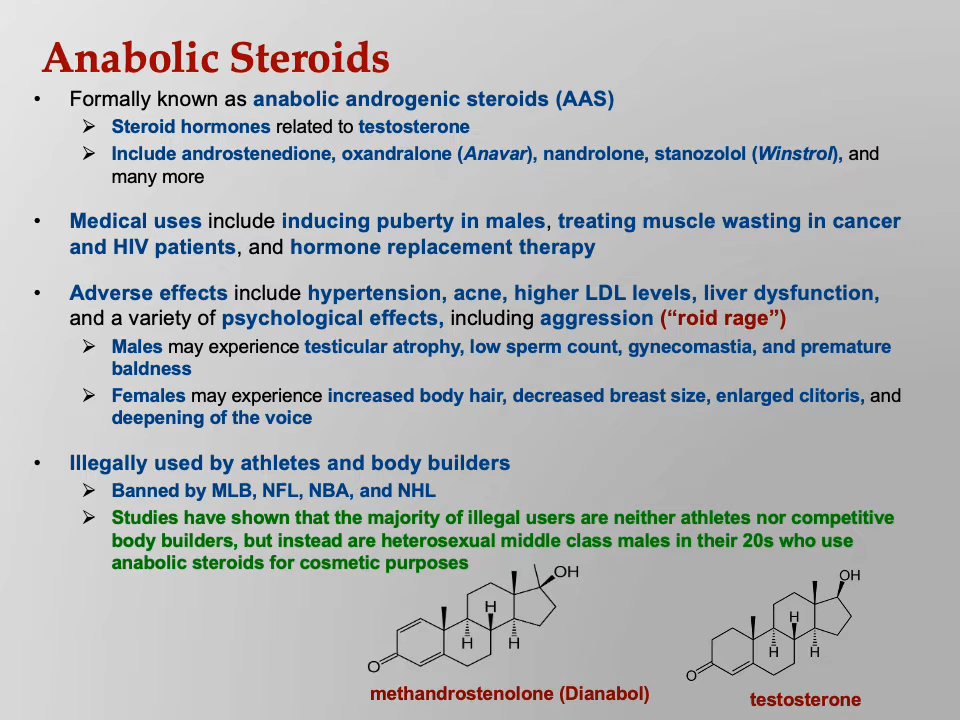 Anabolic Steroids
• Formally known as anabolic androgenic steroids (AAS)
➢ Steroid hormones related to testosterone
➢ Include androstenedione, oxandralone (Anavar), nandrolone, stanozolol (Winstrol), and
many more
• Medical uses include inducing puberty in males, treating muscle wasting in cancer
and HIV patients, and hormone replacement therapy
• Adverse effects include hypertension, acne, higher LDL levels, liver dysfunction,
and a variety of psychological effects, including aggression (“roid rage”)
➢ Males may experience testicular atrophy, low sperm count, gynecomastia, and premature
baldness
➢ Females may experience increased body hair, decreased breast size, enlarged clitoris, and
deepening of the voice
• Illegally used by athletes and body builders
➢ Banned by MLB, NFL, NBA, and NHL
➢ Studies have shown that the majority of illegal users are neither athletes nor competitive
body builders, but instead are heterosexual middle class males in their 20s who use
anabolic steroids for cosmetic purposes
OH
H
H
H
O
methandrostenolone (Dianabol)
OH
H
H
H
O
testosterone